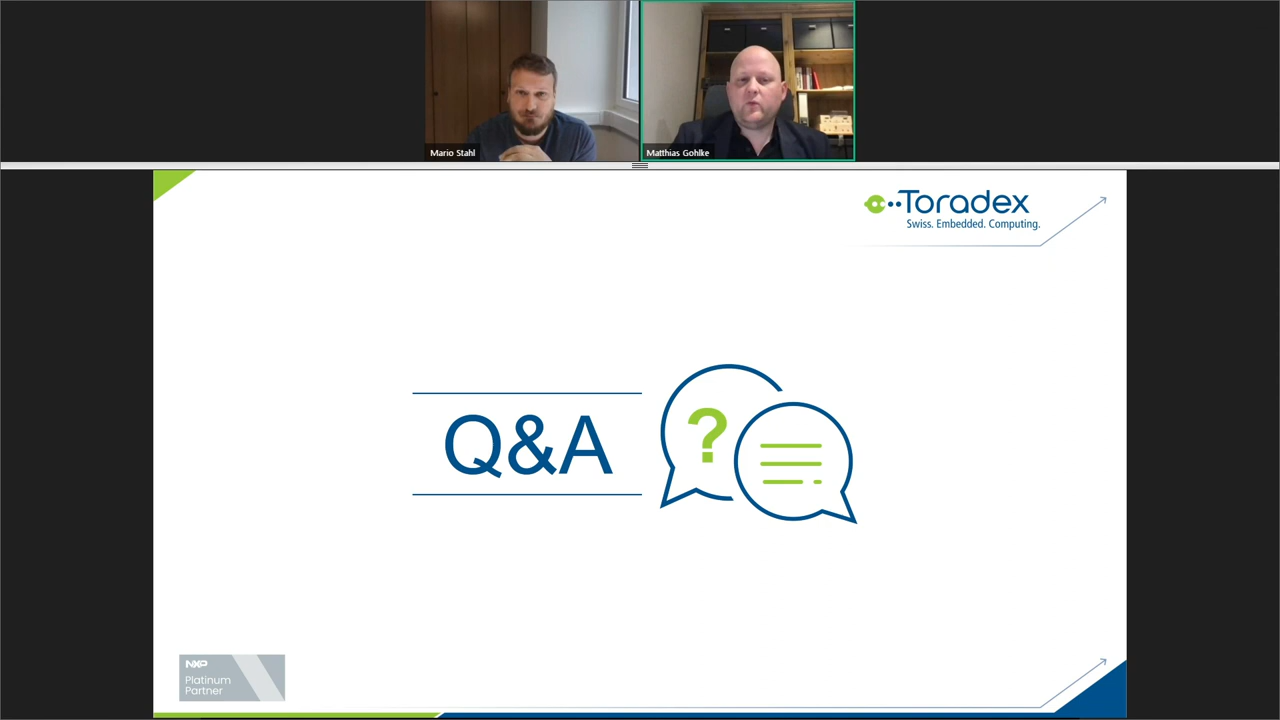 Mario Stahl
Matthias Gohlke
Toradex
Swiss. Embedded. Computing.
Q&A
?
NXP
Platinum
Partner